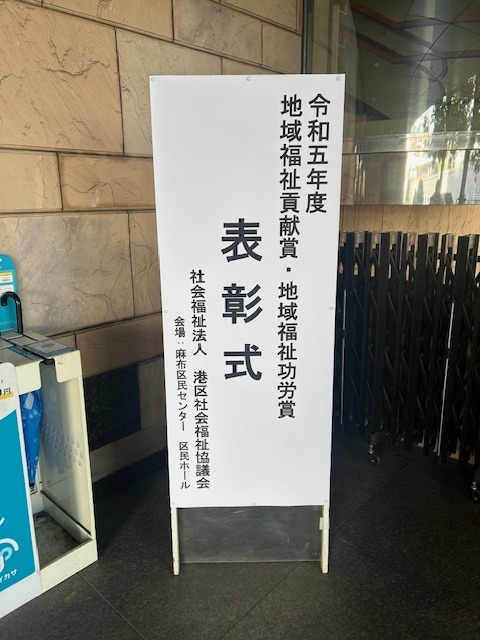 令和五年度
地域福祉貢献賞・地域福祉功労賞
表彰式
社会福祉法人 港区社会福祉協議会
会場：麻布区民センター 区民ホール